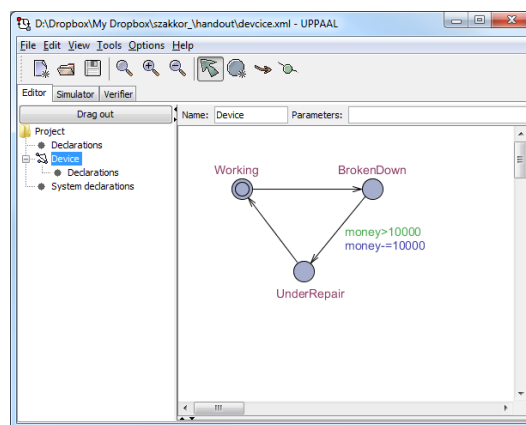 D:\Dropbox\My Dropbox\szakkor_\handout\devcice.xml - UPPAAL
File Edit View Tools Options Help
Editor Simulator Verifier
Drag out
Name: Device Parameters:
Project
Declarations
Device
Declarations
System declarations
Working BrokenDown
money>10000
money-=10000
UnderRepair